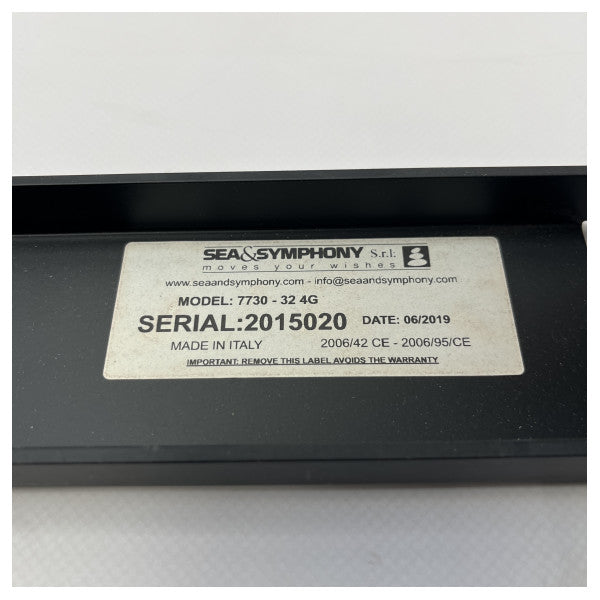 SEA&SYMPHONY S.r.l:
moves your wishes
www.seaandsymphony.com - info@seaandsymphony.com
MODEL: 7730 - 32 4G
SERIAL:2015020 DATE: 06/2019
MADE IN ITALY 2006/42 CE - 2006/95/CE
IMPORTANT: REMOVE THIS LABEL AVOIDS THE WARRANTY